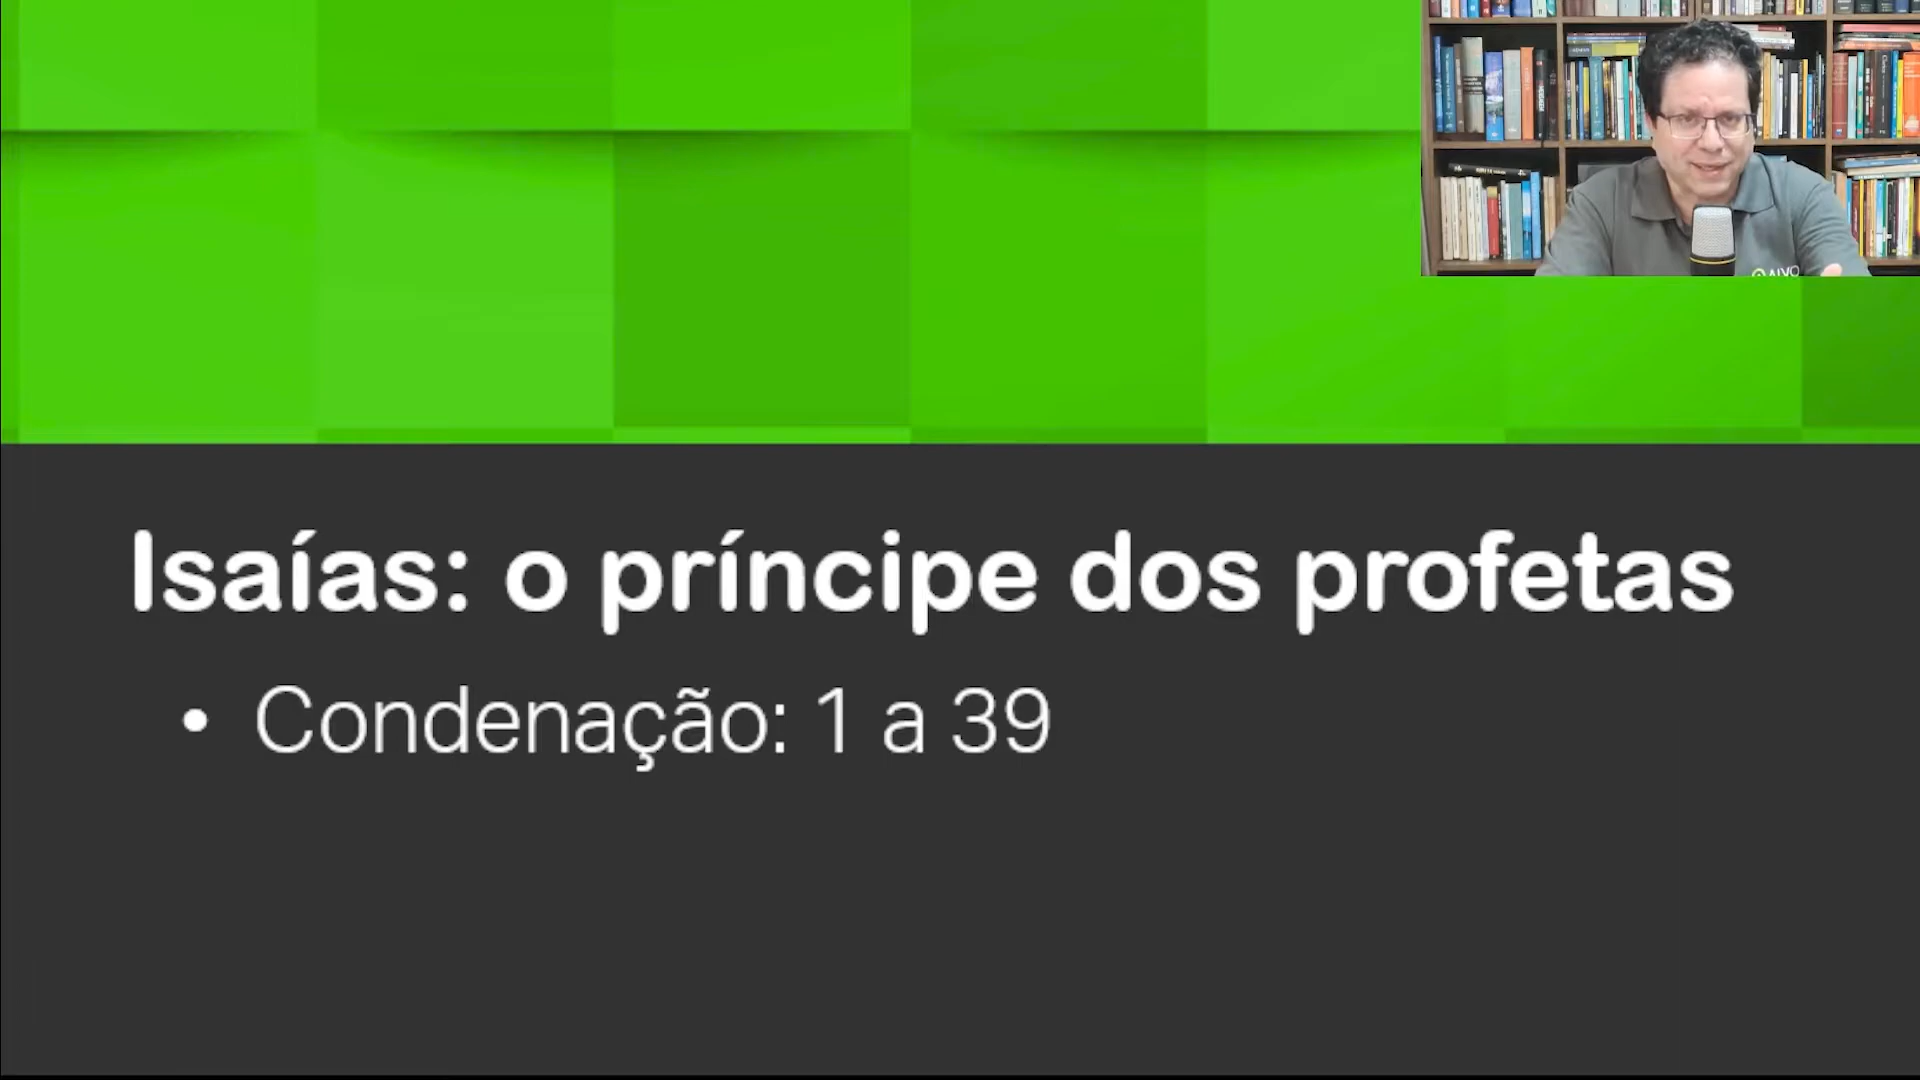 Isaías: o príncipe dos profetas
• Condenação: 1 a 39